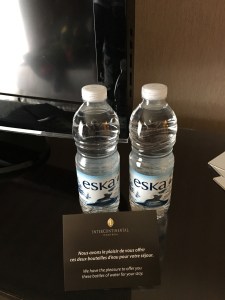 eska
eska
INTERCONTINENTAL
Nous avons le plaisir de vous offrir
ces deux bouteilles d'eau pour votre séjour.
We have the pleasure to offer you
these bottles of water for your stay.